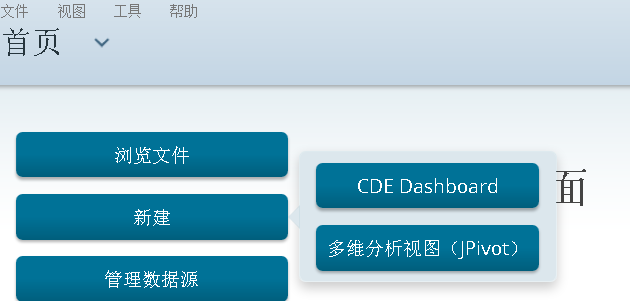 文件 视图 工具 帮助
首页
浏览文件
CDE Dashboard
面
新建
多维分析视图（JPivot）
管理数据源